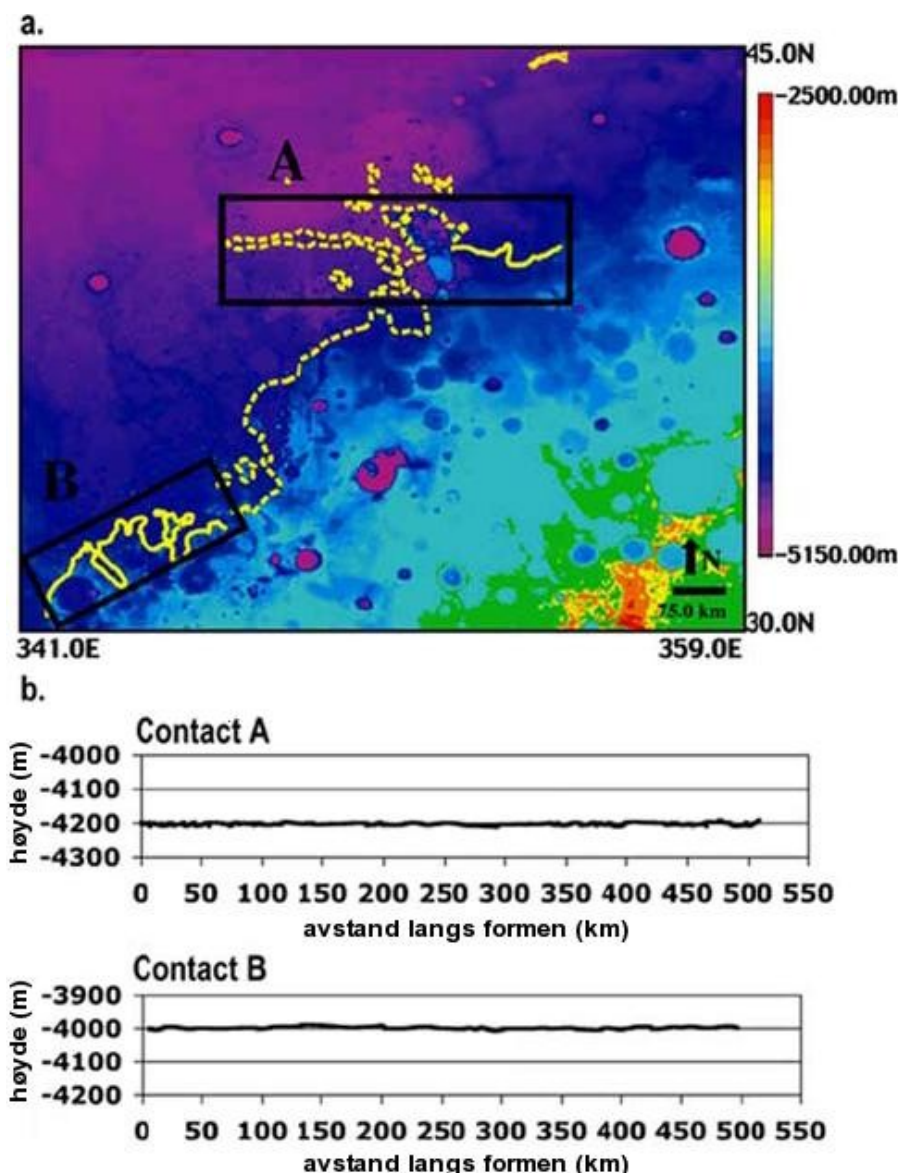 a.
45.0N
-2500.00m
A
B
N
75.0 km
-5150.00m
30.0N
341.0E 359.0E
b.
Contact A
høyde (m)
-4000
-4100
-4200
-4300
0 50 100 150 200 250 300 350 400 450 500 550
avstand langs formen (km)
Contact B
høyde (m)
-3900
-4000
-4100
-4200
0 50 100 150 200 250 300 350 400 450 500 550
avstand langs formen (km)